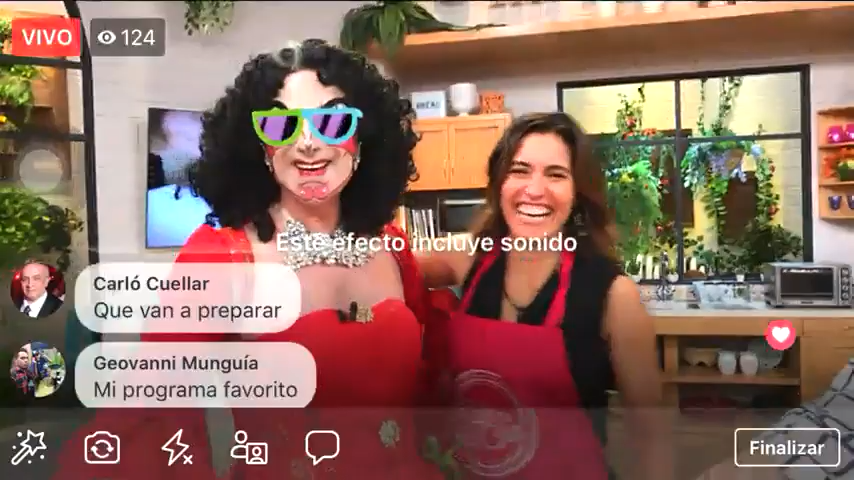 VIVO
124
Este efecto incluye sonido
Carló Cuellar
Que van a preparar
Geovanni Munguía
Mi programa favorito
Finalizar